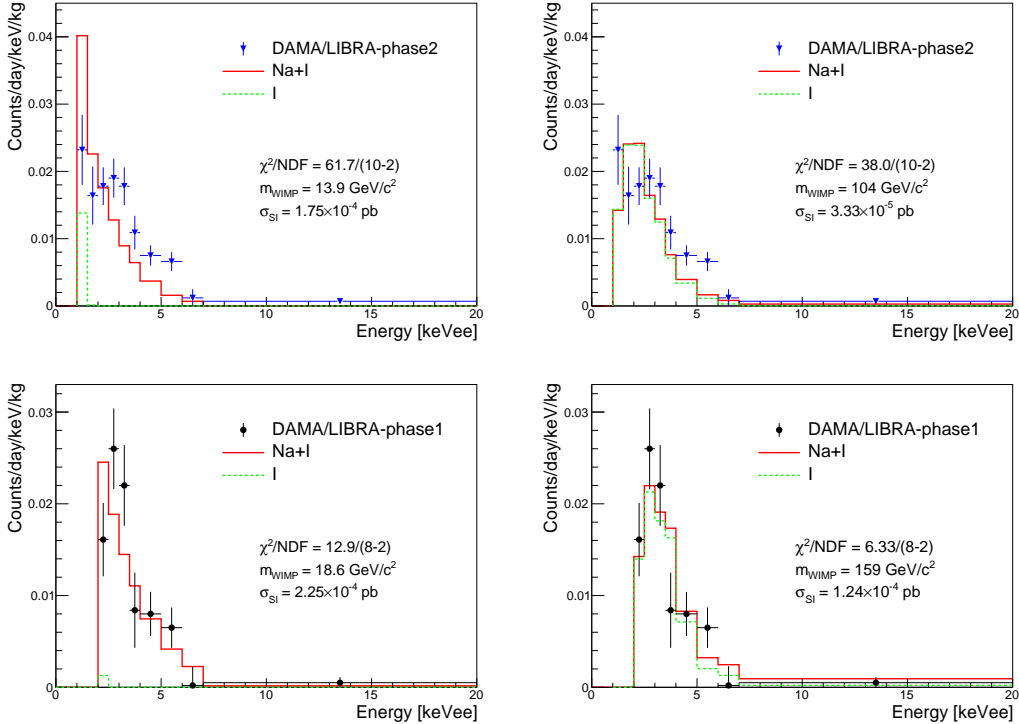 Counts/day/keV/kg
0.04
0.03
0.02
0.01
0
DAMA/LIBRA-phase2
Na+I
I
χ²/NDF = 61.7/(10-2)
m_WIMP = 13.9 GeV/c²
σ_SI = 1.75×10⁻⁴ pb
0 5 10 15 20
Energy [keVee]
Counts/day/keV/kg
0.04
0.03
0.02
0.01
0
DAMA/LIBRA-phase2
Na+I
I
χ²/NDF = 38.0/(10-2)
m_WIMP = 104 GeV/c²
σ_SI = 3.33×10⁻⁵ pb
0 5 10 15 20
Energy [keVee]
Counts/day/keV/kg
0.03
0.02
0.01
0
DAMA/LIBRA-phase1
Na+I
I
χ²/NDF = 12.9/(8-2)
m_WIMP = 18.6 GeV/c²
σ_SI = 2.25×10⁻⁴ pb
0 5 10 15 20
Energy [keVee]
Counts/day/keV/kg
0.03
0.02
0.01
0
DAMA/LIBRA-phase1
Na+I
I
χ²/NDF = 6.33/(8-2)
m_WIMP = 159 GeV/c²
σ_SI = 1.24×10⁻⁴ pb
0 5 10 15 20
Energy [keVee]